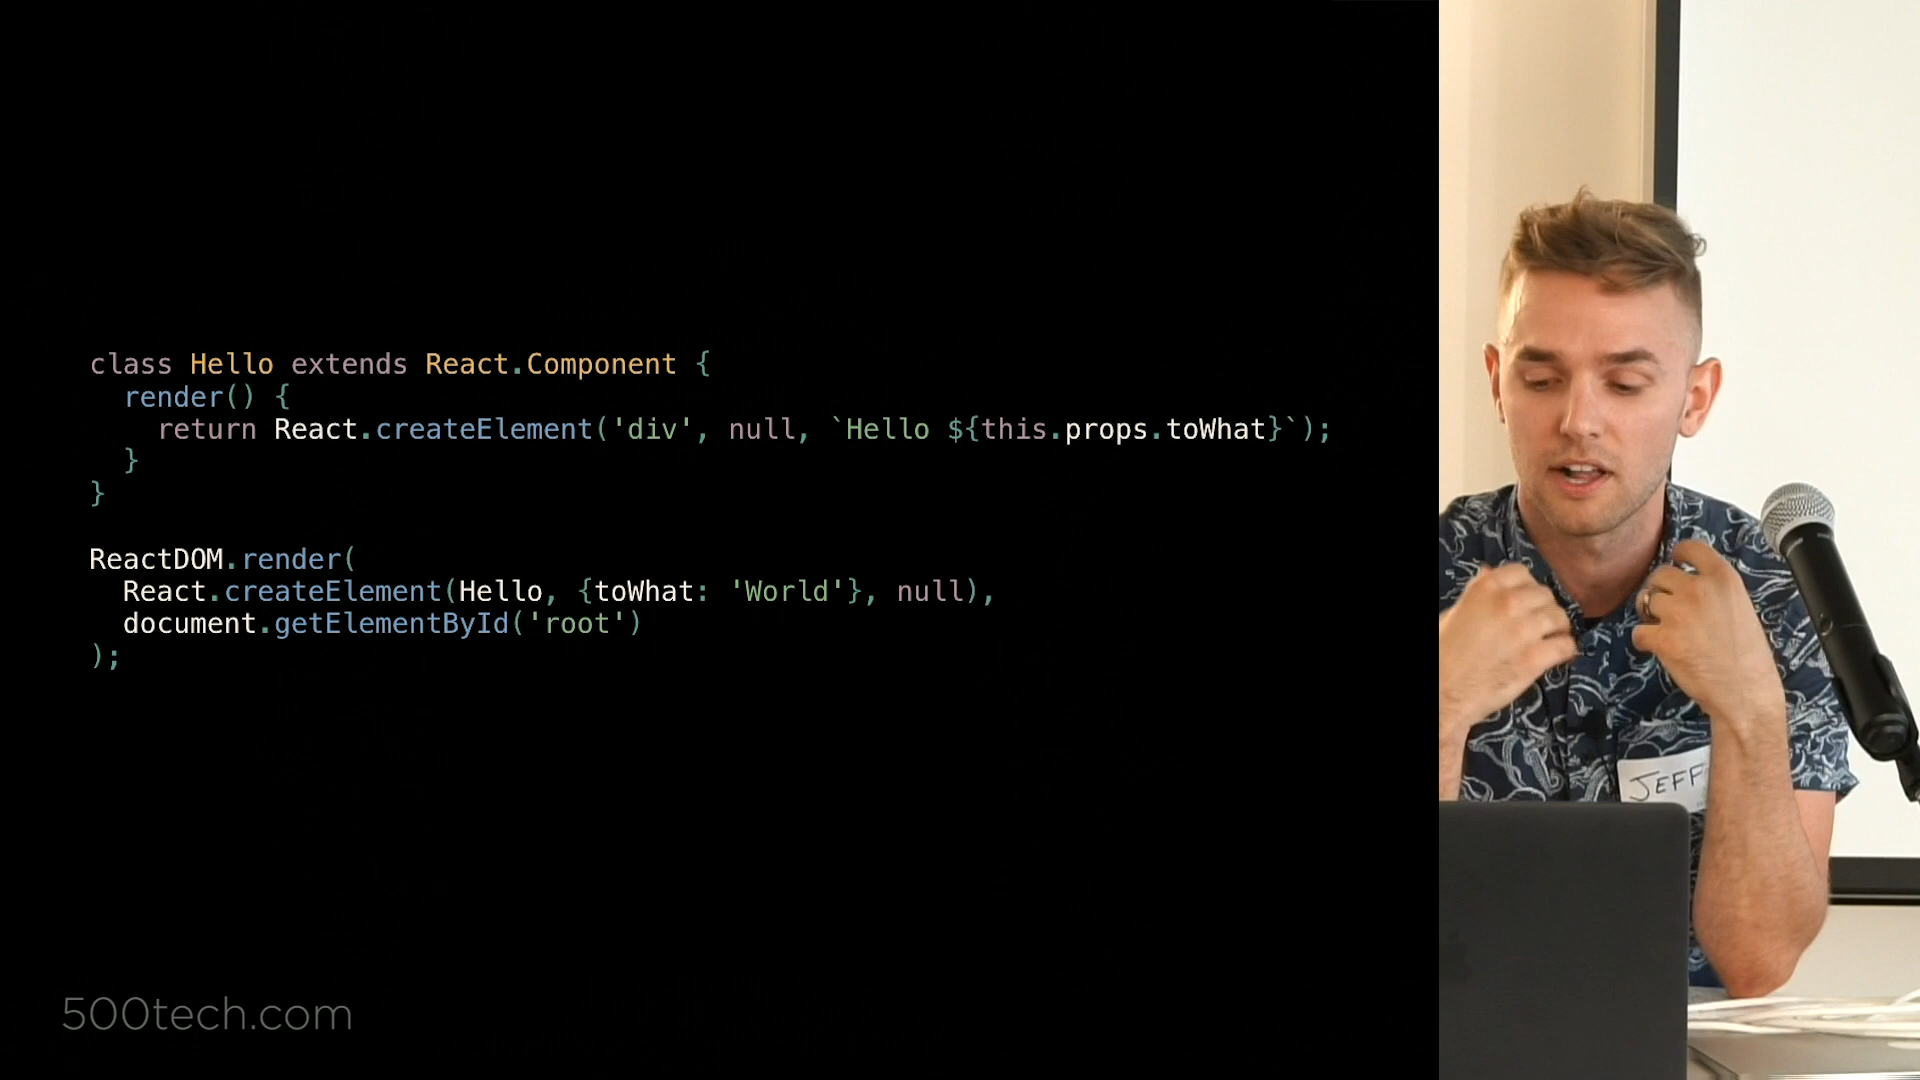 class Hello extends React.Component {
  render() {
    return React.createElement('div', null, `Hello ${this.props.toWhat}`);
  }
}

ReactDOM.render(
  React.createElement(Hello, {toWhat: 'World'}, null),
  document.getElementById('root')
);
JEFF
500tech.com